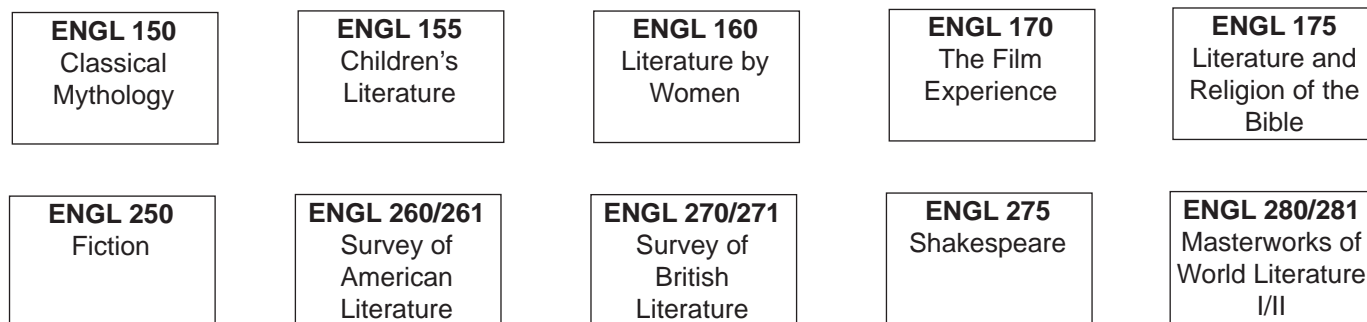 ENGL 150
Classical
Mythology
ENGL 155
Children’s
Literature
ENGL 160
Literature by
Women
ENGL 170
The Film
Experience
ENGL 175
Literature and
Religion of the
Bible
ENGL 250
Fiction
ENGL 260/261
Survey of
American
Literature
ENGL 270/271
Survey of
British
Literature
ENGL 275
Shakespeare
ENGL 280/281
Masterworks of
World Literature
I/II